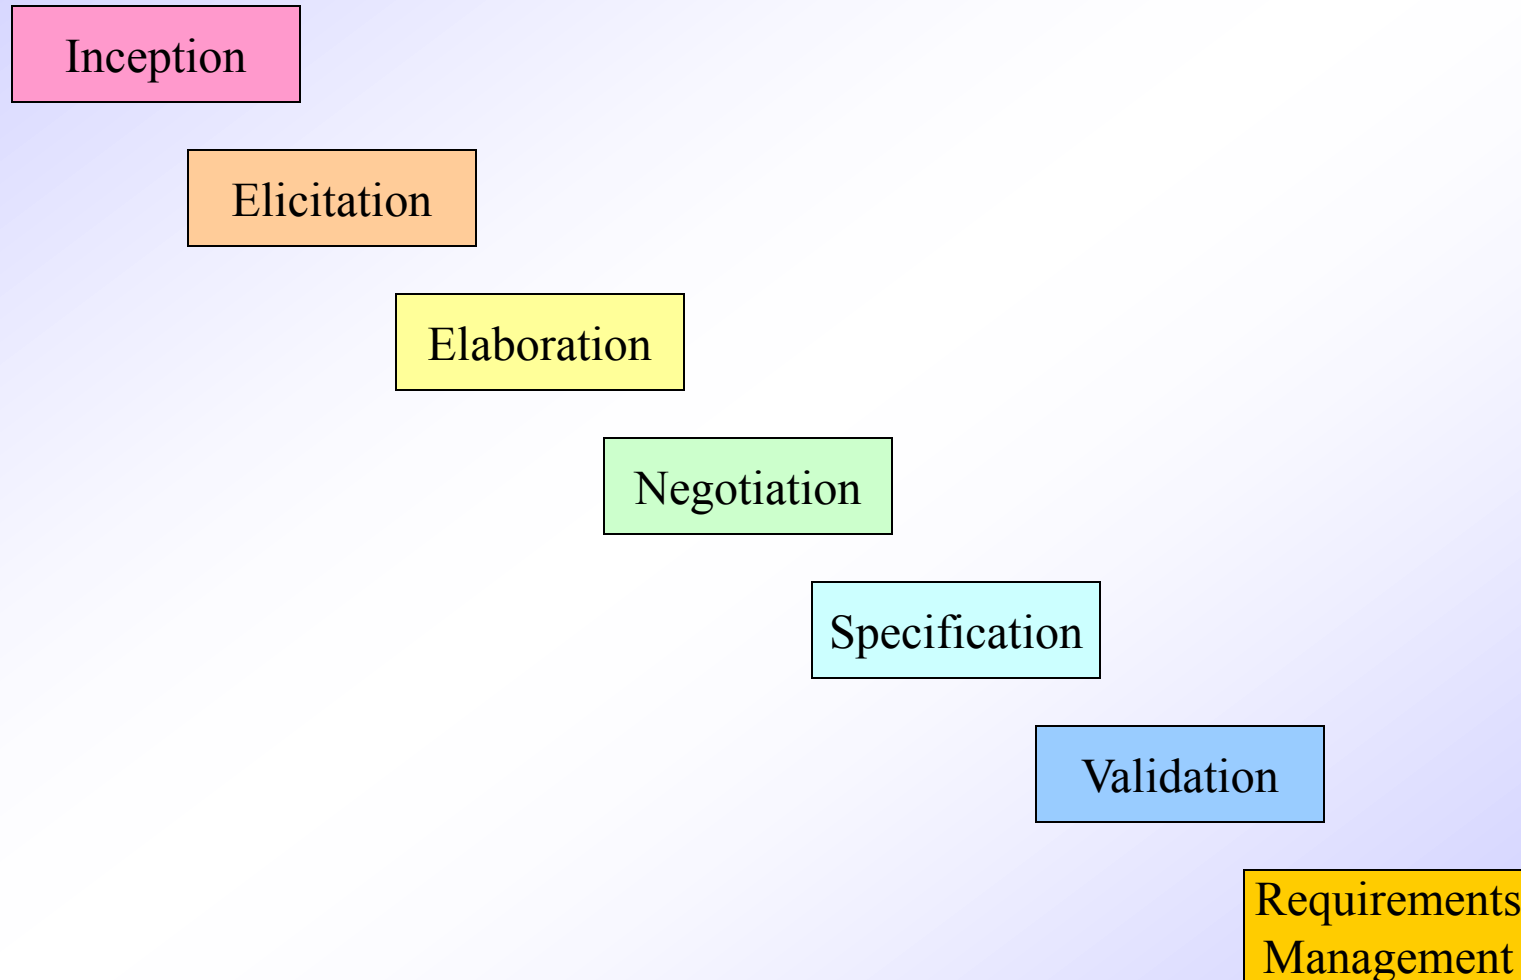 Inception
Elicitation
Elaboration
Negotiation
Specification
Validation
Requirements
Management